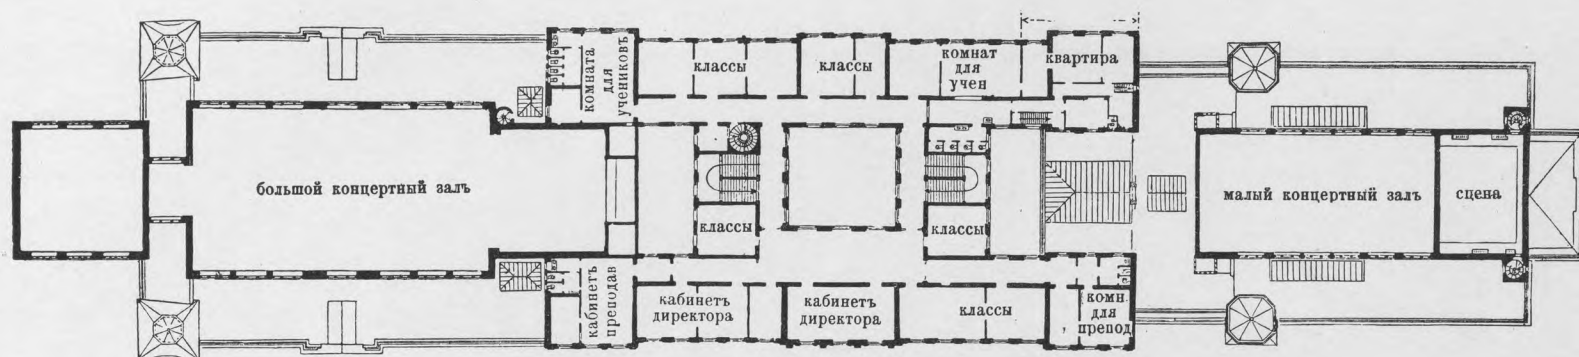 комната
для
учениковъ
классы
классы
комнат
для
учен
квартира
большой концертный залъ
классы
классы
малый концертный залъ
сцена
кабинетъ
преподав
кабинетъ
директора
кабинетъ
директора
классы
комн.
для
препод